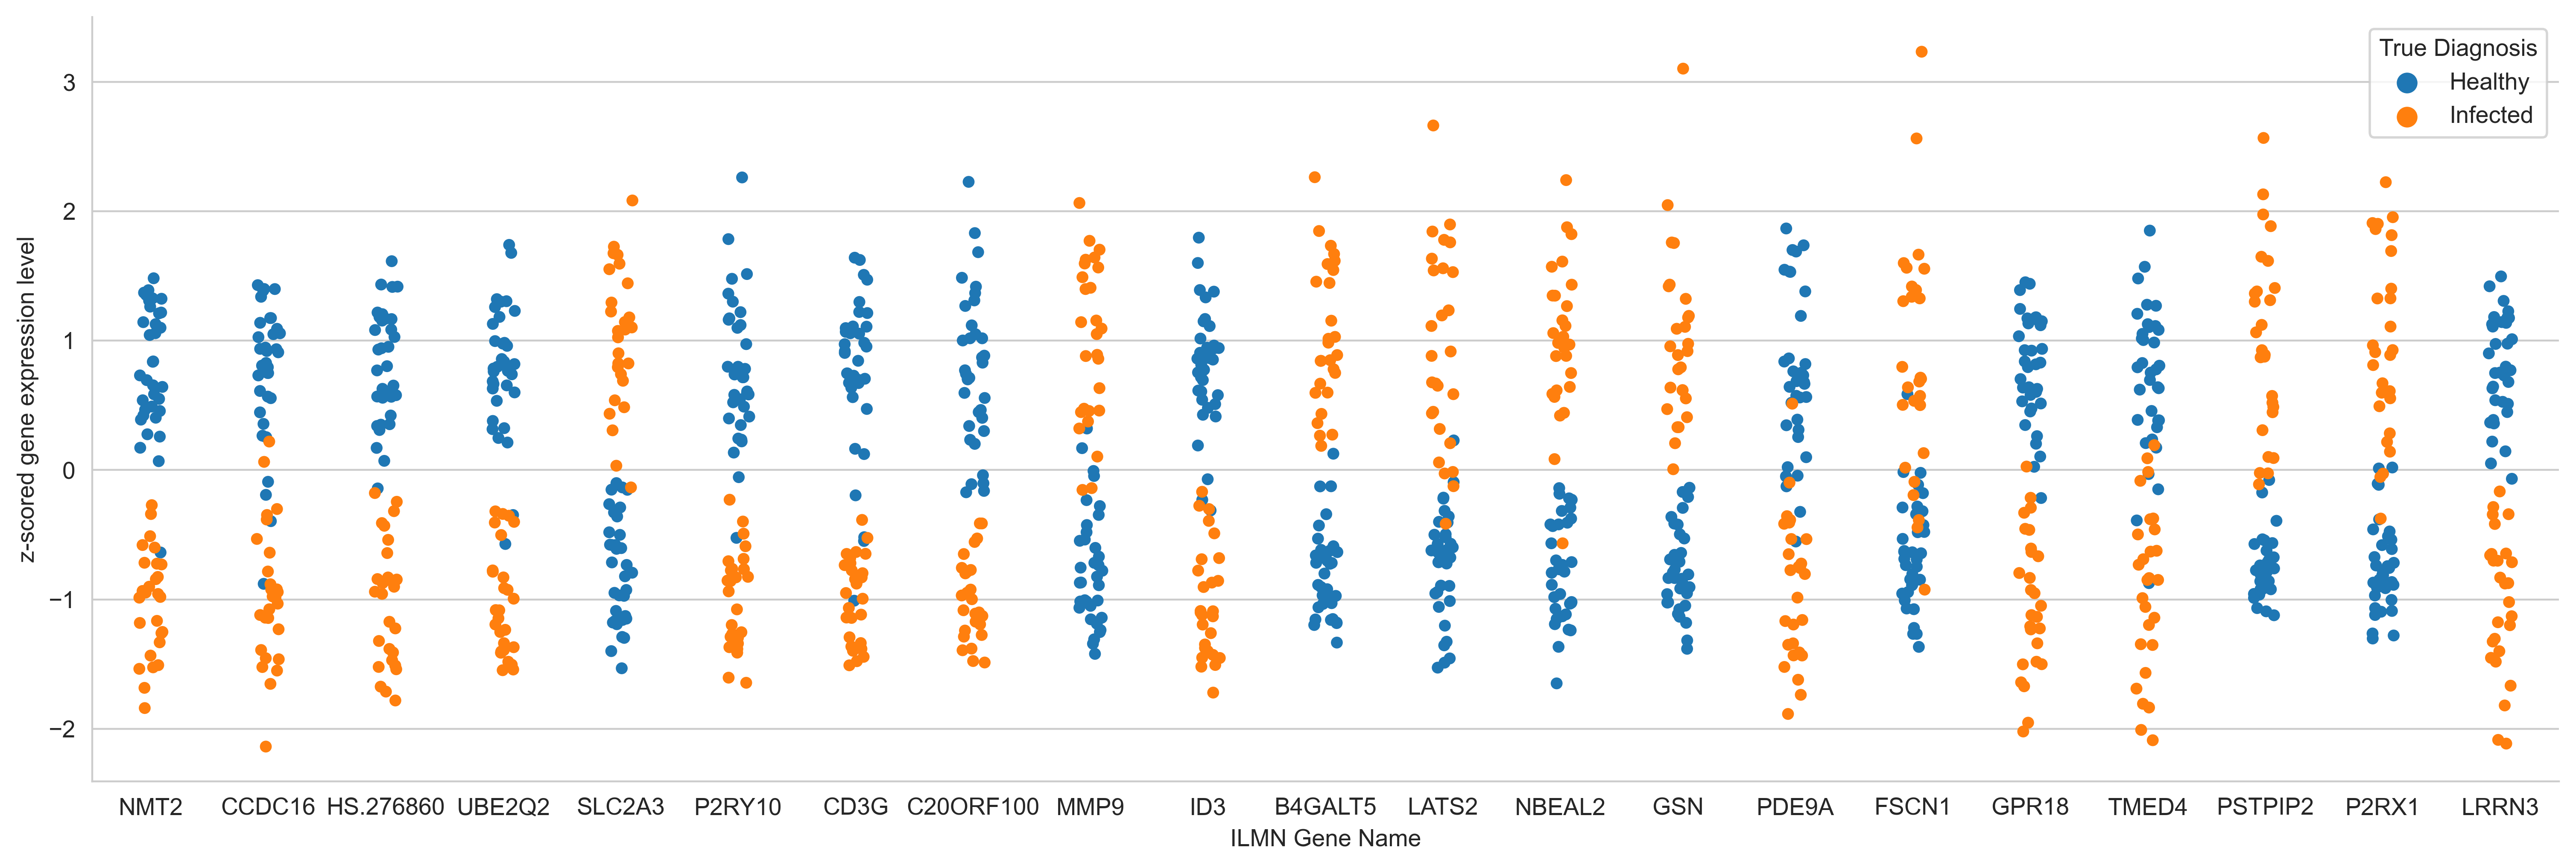 True Diagnosis
Healthy
Infected
z-scored gene expression level
3
2
1
0
−1
−2
NMT2 CCDC16 HS.276860 UBE2Q2 SLC2A3 P2RY10 CD3G C20ORF100 MMP9 ID3 B4GALT5 LATS2 NBEAL2 GSN PDE9A FSCN1 GPR18 TMED4 PSTPIP2 P2RX1 LRRN3
ILMN Gene Name